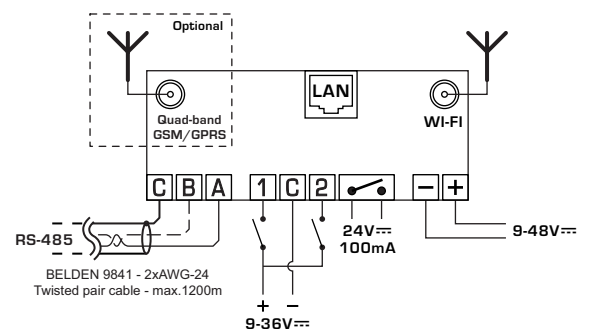 Optional
LAN
Quad-band
GSM/GPRS
WI-FI
C B A 1 C 2 − +
RS-485
24V⎓
100mA
9-48V⎓
BELDEN 9841 - 2xAWG-24
Twisted pair cable - max.1200m
+ −
9-36V⎓